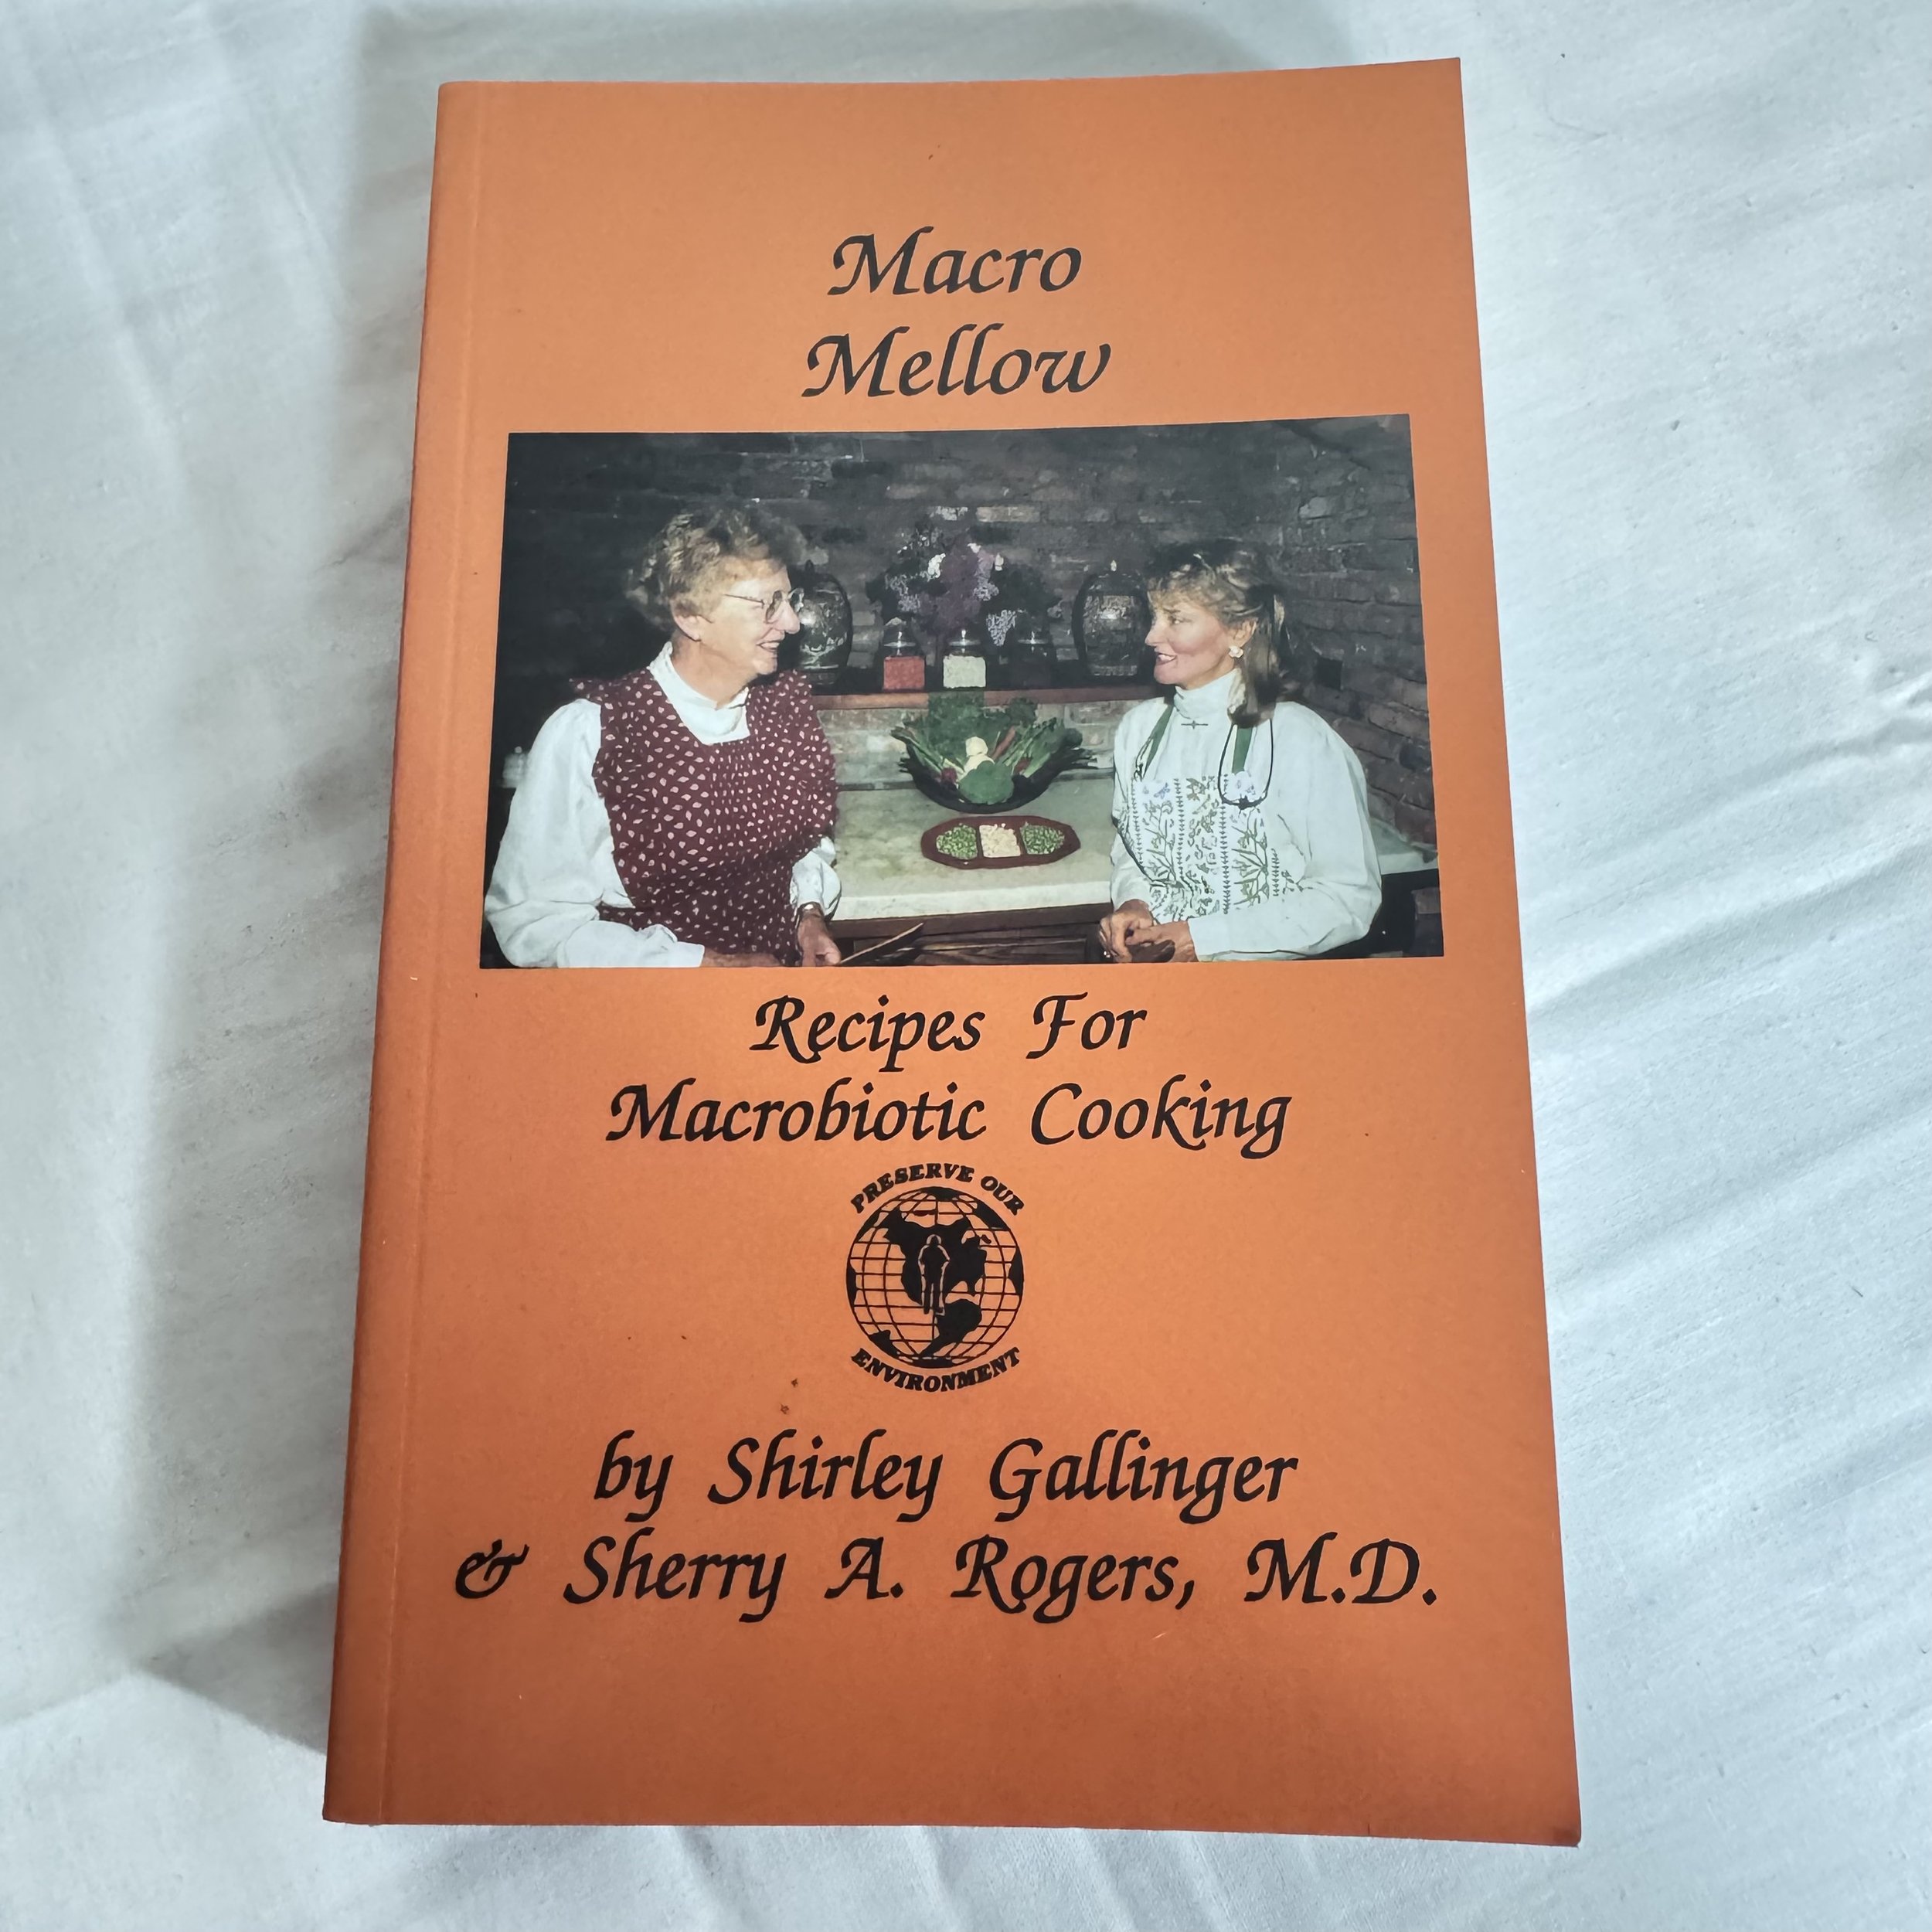 Macro
Mellow
Recipes For
Macrobiotic Cooking
PRESERVE OUR
ENVIRONMENT
by Shirley Gallinger
& Sherry A. Rogers, M.D.